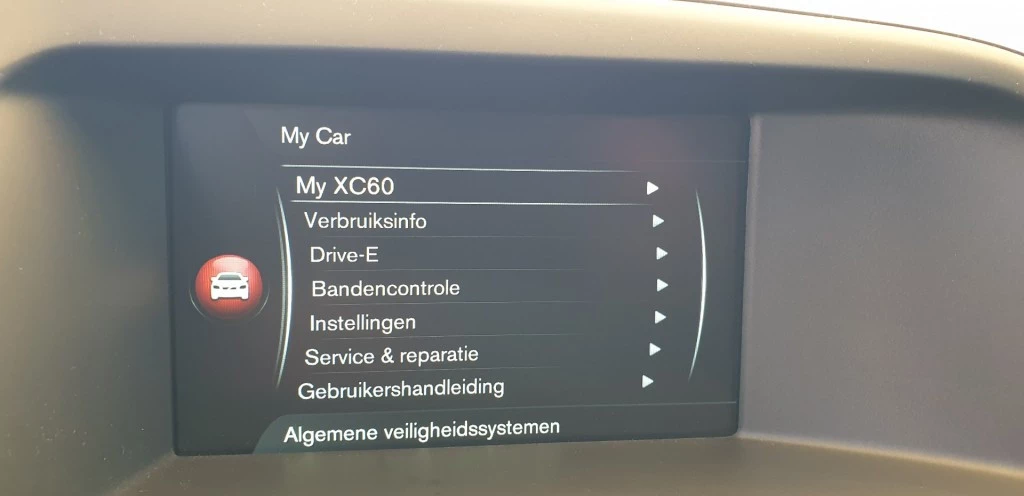 My Car
My XC60
Verbruiksinfo
Drive-E
Bandencontrole
Instellingen
Service & reparatie
Gebruikershandleiding
Algemene veiligheidssystemen